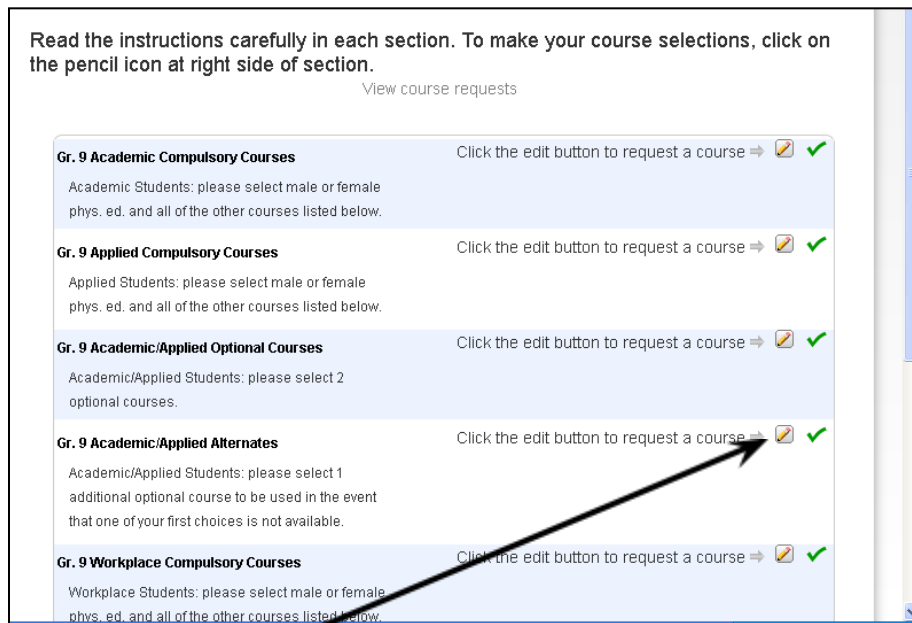 Read the instructions carefully in each section. To make your course selections, click on
the pencil icon at right side of section.
View course requests
Gr. 9 Academic Compulsory Courses
Click the edit button to request a course
Academic Students: please select male or female
phys. ed. and all of the other courses listed below.
Gr. 9 Applied Compulsory Courses
Click the edit button to request a course
Applied Students: please select male or female
phys. ed. and all of the other courses listed below.
Gr. 9 Academic/Applied Optional Courses
Click the edit button to request a course
Academic/Applied Students: please select 2
optional courses.
Gr. 9 Academic/Applied Alternates
Click the edit button to request a course
Academic/Applied Students: please select 1
additional optional course to be used in the event
that one of your first choices is not available.
Gr. 9 Workplace Compulsory Courses
Click the edit button to request a course
Workplace Students: please select male or female
phys. ed. and all of the other courses listed below.